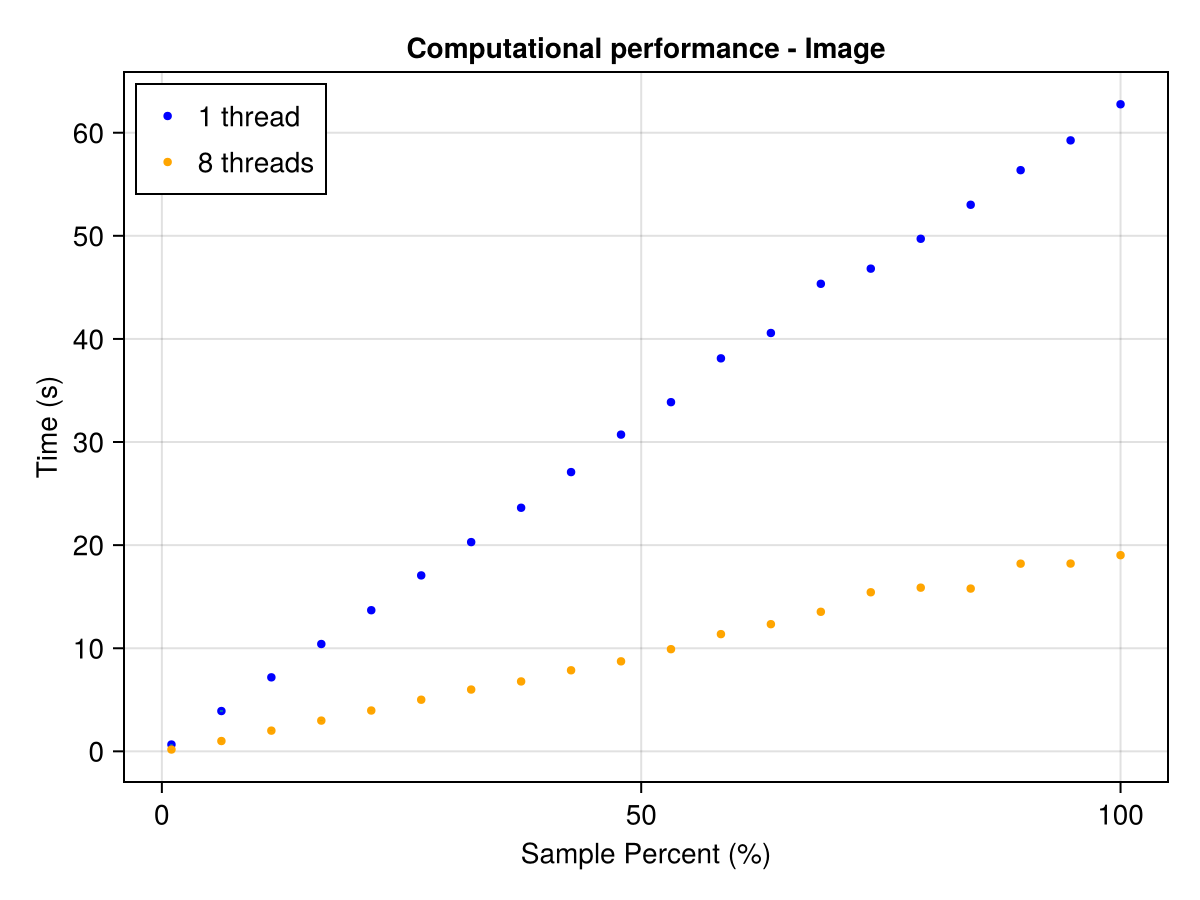 Computational performance - Image
1 thread
8 threads
60
50
40
30
20
10
0
Time (s)
0
50
100
Sample Percent (%)